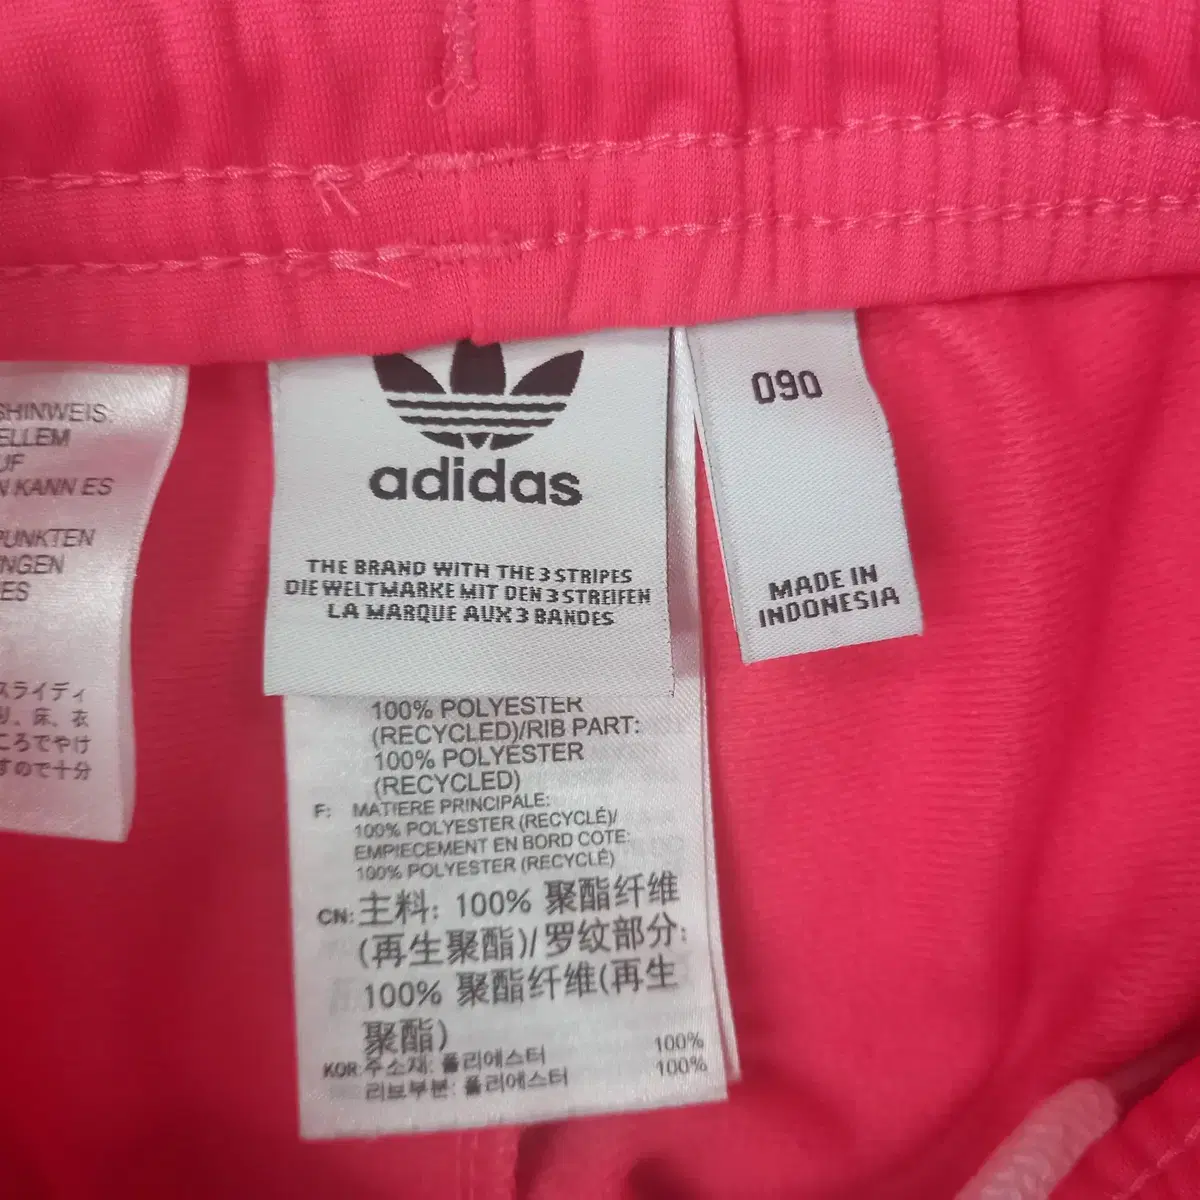 SHINWEIS:
ELLEM
UF
N KANN ES
PUNKTEN
NGEN
ES
スライディ
り、床、衣
ころでやけ
すので十分
adidas
THE BRAND WITH THE 3 STRIPES
DIE WELTMARKE MIT DEN 3 STREIFEN
LA MARQUE AUX 3 BANDES
090
MADE IN
INDONESIA
100% POLYESTER
(RECYCLED)/RIB PART:
100% POLYESTER
(RECYCLED)
F: MATIERE PRINCIPALE:
100% POLYESTER (RECYCLÉ)/
EMPIECEMENT EN BORD COTE:
100% POLYESTER (RECYCLÉ)
CN: 主料: 100% 聚酯纤维
(再生聚酯)/罗纹部分:
100% 聚酯纤维(再生
聚酯)
KOR: 주소재: 폴리에스터 100%
리브부분: 폴리에스터 100%